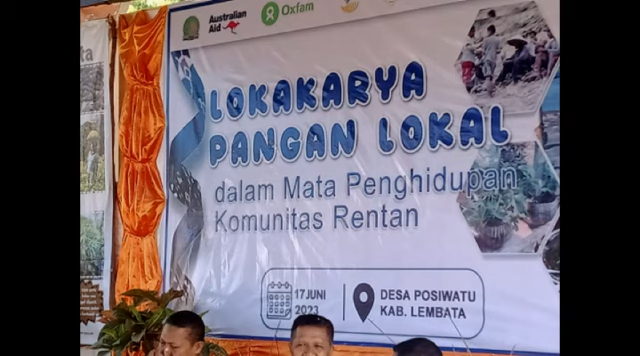 Australian
Aid
Oxfam
LOKAKARYA
PANGAN LOKAL
dalam Mata Penghidupan
Komunitas Rentan
17 JUNI
2023
DESA POSIWATU
KAB. LEMBATA